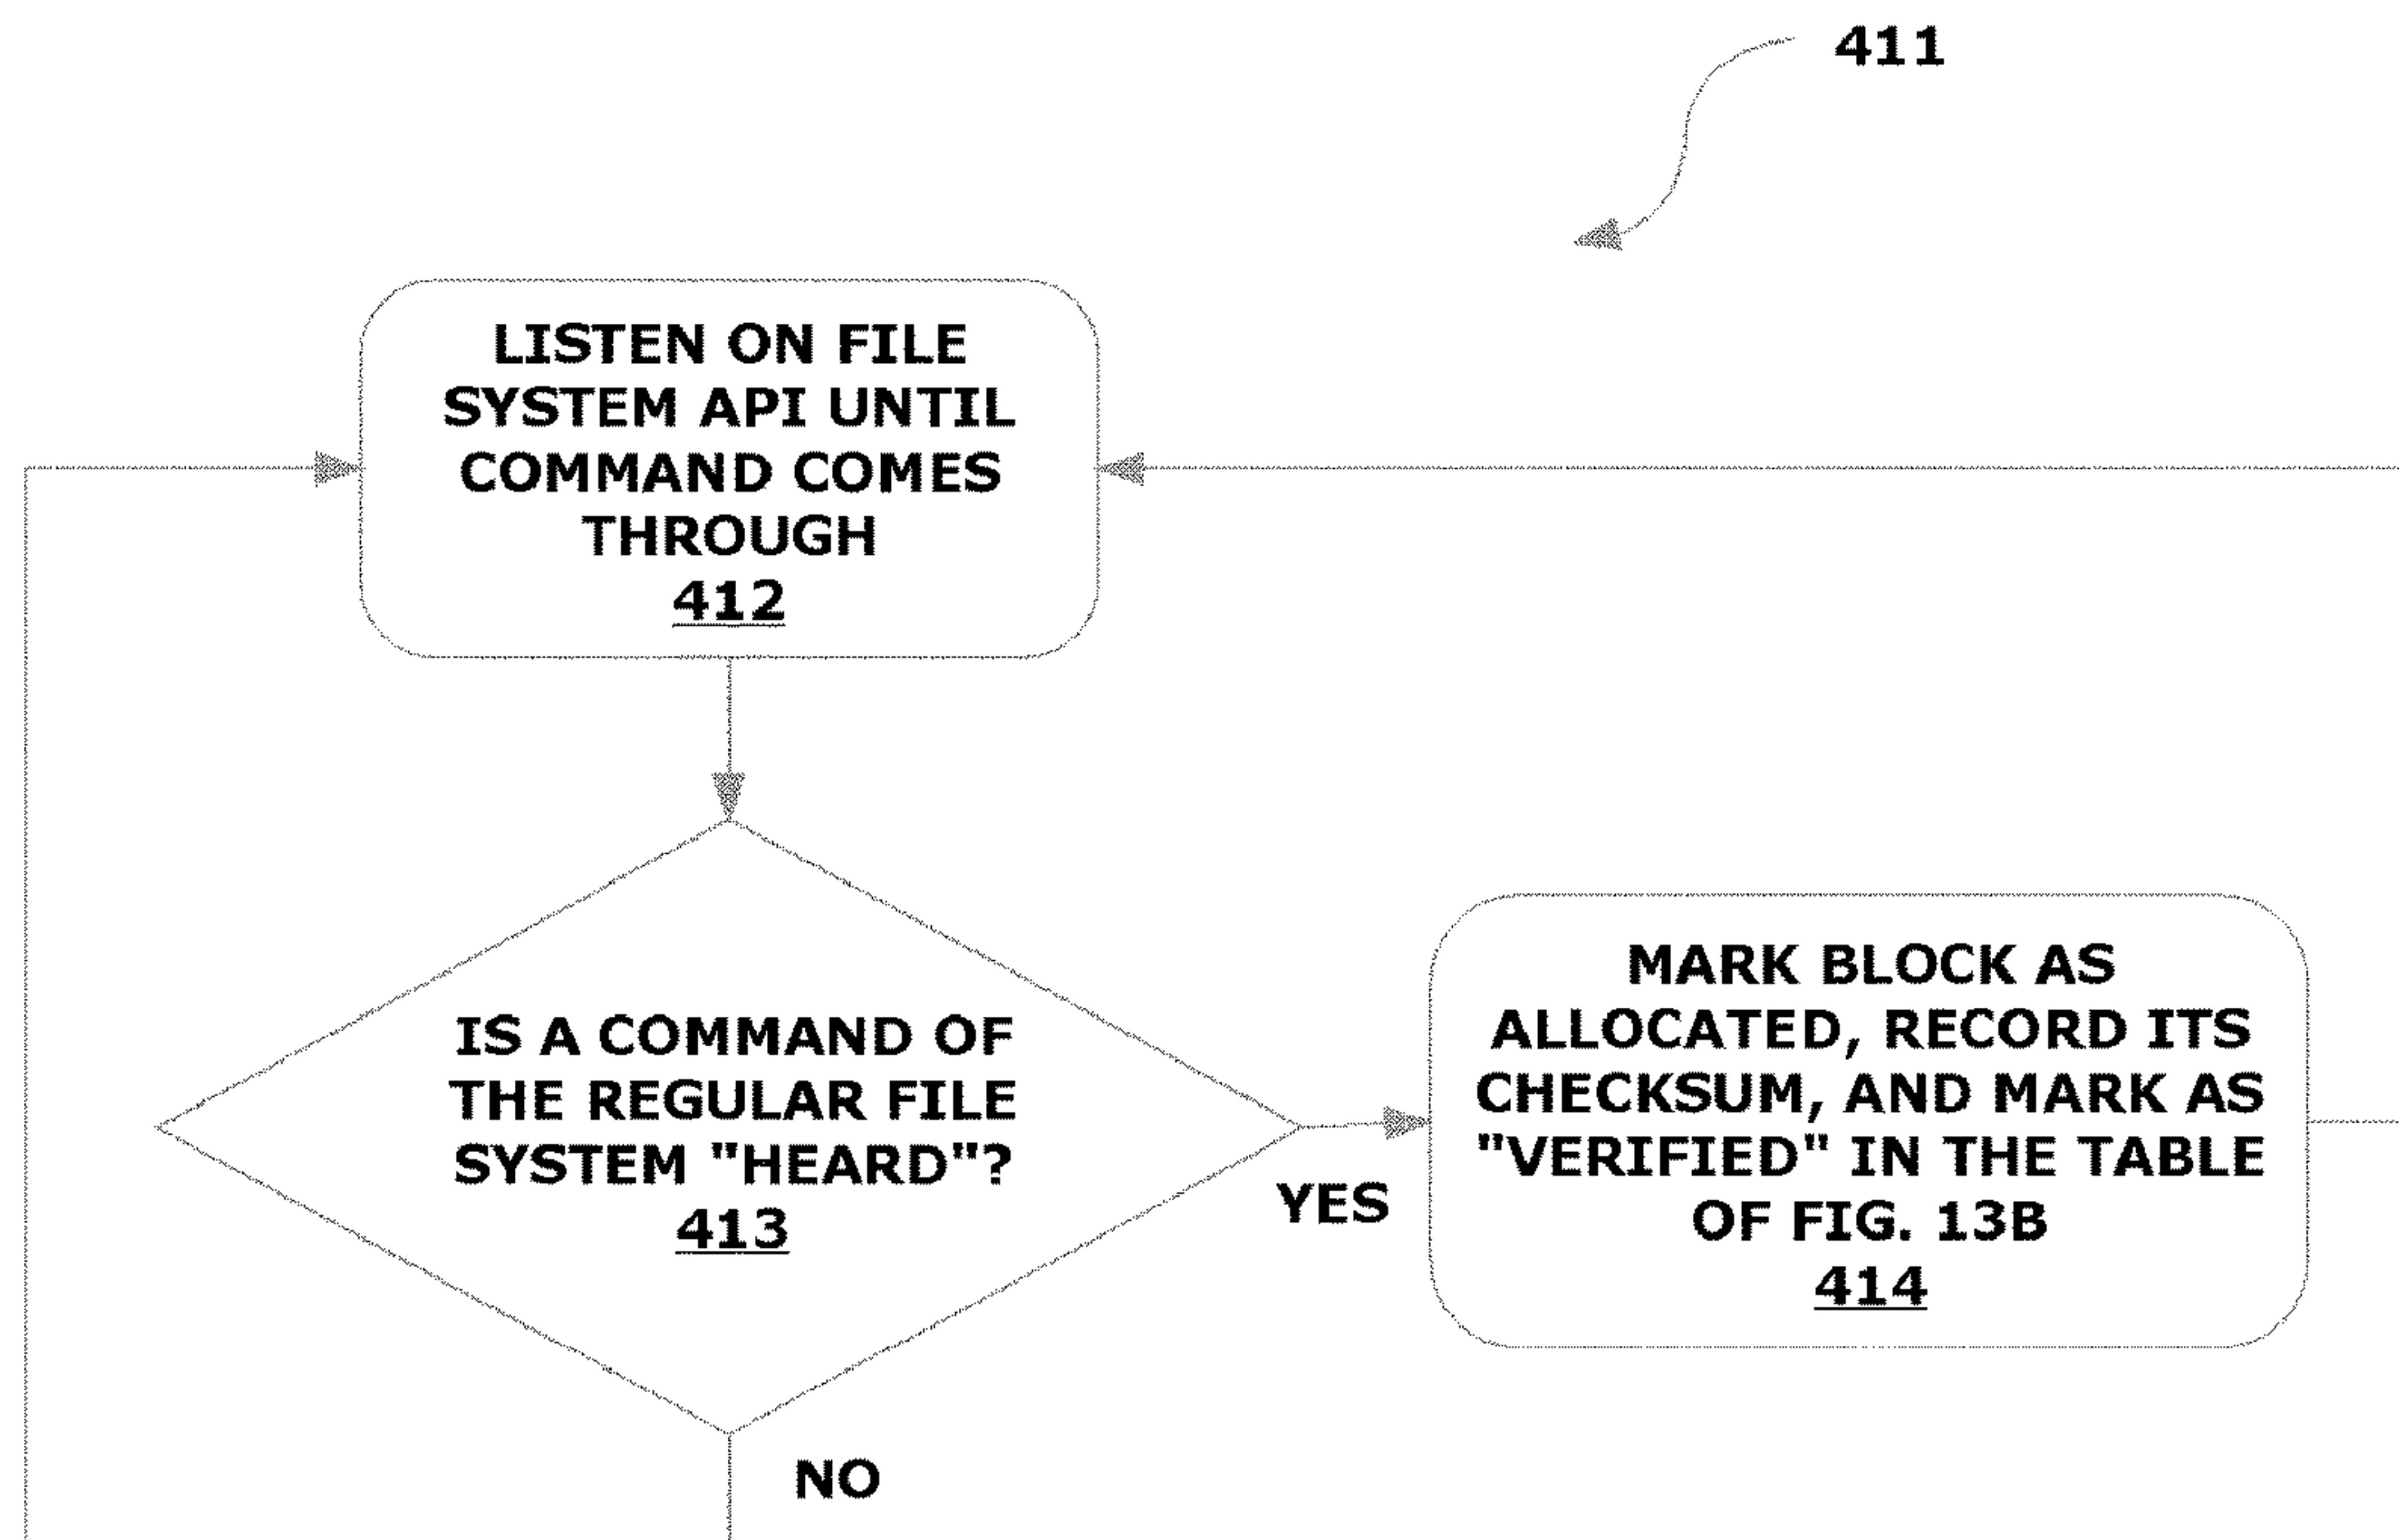 411
LISTEN ON FILE
SYSTEM API UNTIL
COMMAND COMES
THROUGH
412
IS A COMMAND OF
THE REGULAR FILE
SYSTEM "HEARD"?
413
YES
MARK BLOCK AS
ALLOCATED, RECORD ITS
CHECKSUM, AND MARK AS
"VERIFIED" IN THE TABLE
OF FIG. 13B
414
NO